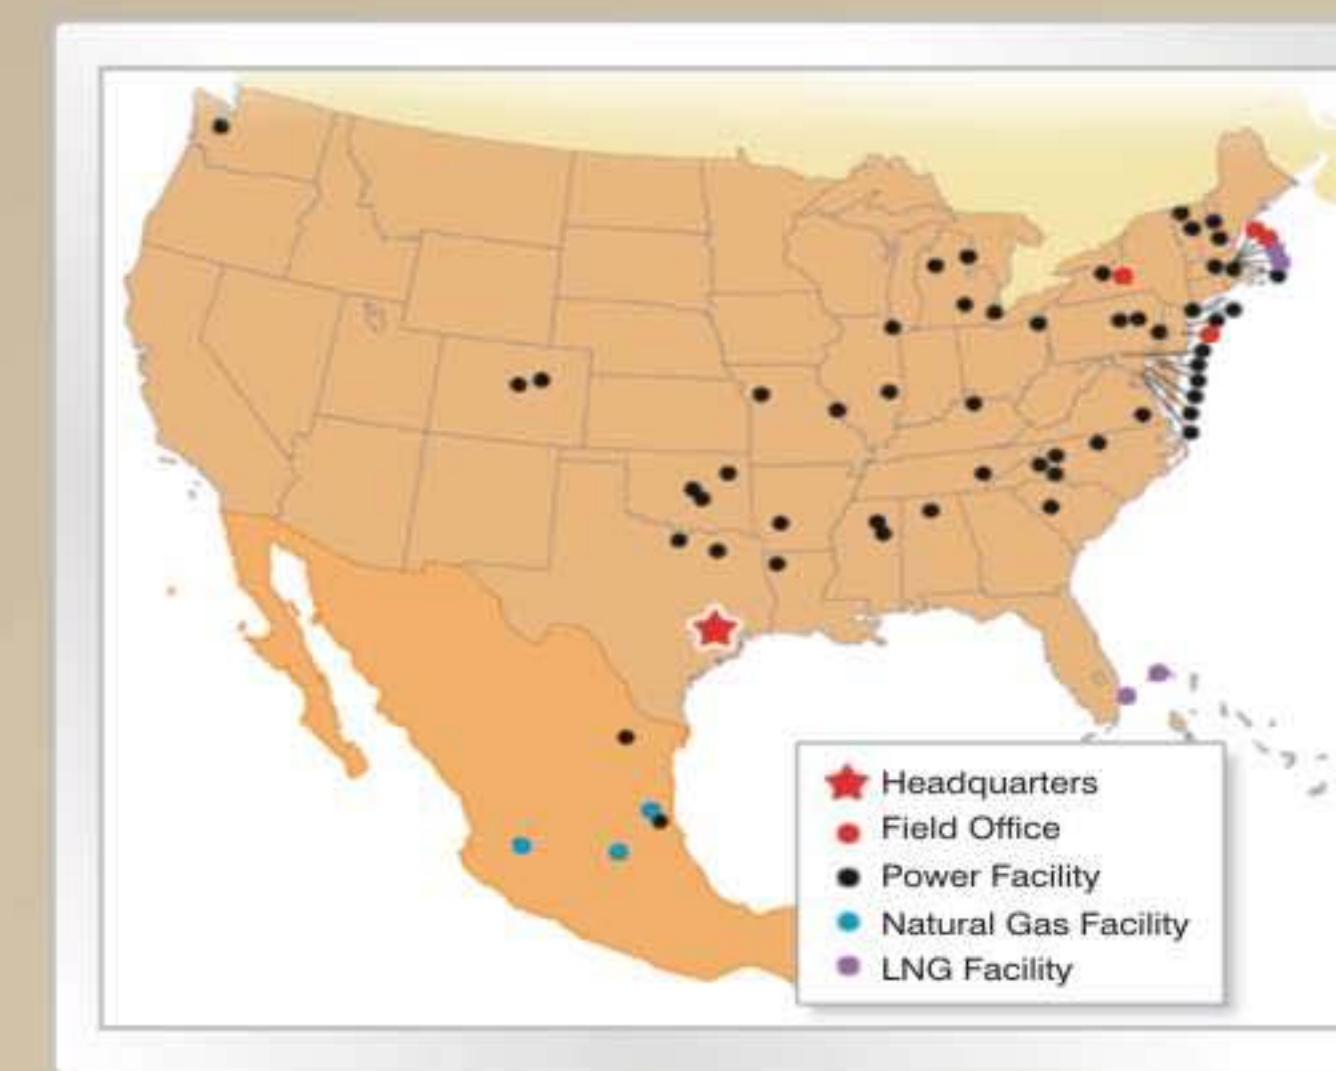 Headquarters
Field Office
Power Facility
Natural Gas Facility
LNG Facility